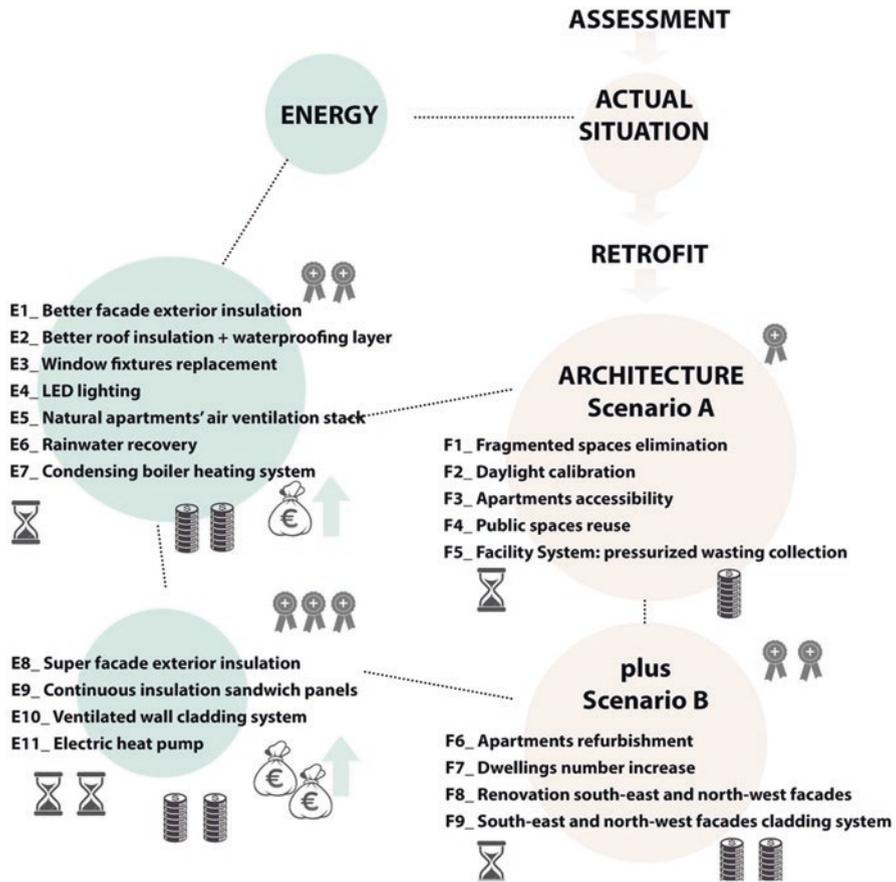 ASSESSMENT
ENERGY
ACTUAL
SITUATION
RETROFIT
E1_ Better facade exterior insulation
E2_ Better roof insulation + waterproofing layer
E3_ Window fixtures replacement
E4_ LED lighting
E5_ Natural apartments' air ventilation stack
E6_ Rainwater recovery
E7_ Condensing boiler heating system
€
ARCHITECTURE
Scenario A
F1_ Fragmented spaces elimination
F2_ Daylight calibration
F3_ Apartments accessibility
F4_ Public spaces reuse
F5_ Facility System: pressurized wasting collection
E8_ Super facade exterior insulation
E9_ Continuous insulation sandwich panels
E10_ Ventilated wall cladding system
E11_ Electric heat pump
€
€
plus
Scenario B
F6_ Apartments refurbishment
F7_ Dwellings number increase
F8_ Renovation south-east and north-west facades
F9_ South-east and north-west facades cladding system